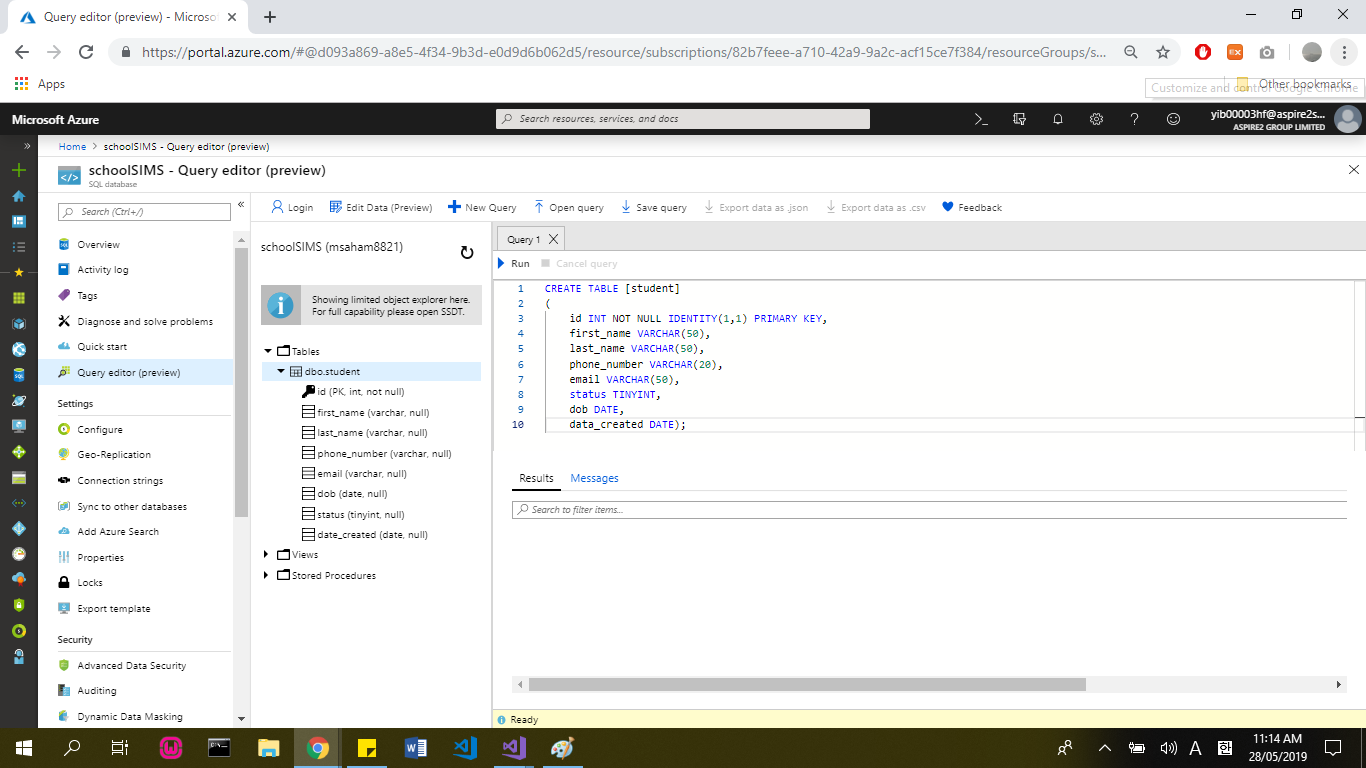 Query editor (preview) - Microso
https://portal.azure.com/#@d093a869-a8e5-4f34-9b3d-e0d9d6b062d5/resource/subscriptions/82b7feee-a710-42a9-9a2c-acf15ce7f384/resourceGroups/s...
Apps
Other bookmarks
Customize and control Google Chrome
Microsoft Azure
Search resources, services, and docs
yib00003hf@aspire2s...
ASPIRE2 GROUP LIMITED
Home > schoolSIMS - Query editor (preview)
schoolSIMS - Query editor (preview)
SQL database
Search (Ctrl+/)
Overview
Activity log
Tags
Diagnose and solve problems
Quick start
Query editor (preview)
Settings
Configure
Geo-Replication
Connection strings
Sync to other databases
Add Azure Search
Properties
Locks
Export template
Security
Advanced Data Security
Auditing
Dynamic Data Masking
Login Edit Data (Preview) New Query Open query Save query Export data as .json Export data as .csv Feedback
schoolSIMS (msaham8821)
Showing limited object explorer here.
For full capability please open SSDT.
Tables
dbo.student
id (PK, int, not null)
first_name (varchar, null)
last_name (varchar, null)
phone_number (varchar, null)
email (varchar, null)
dob (date, null)
status (tinyint, null)
date_created (date, null)
Views
Stored Procedures
Query 1
Run Cancel query
1 CREATE TABLE [student]
2 (
3 id INT NOT NULL IDENTITY(1,1) PRIMARY KEY,
4 first_name VARCHAR(50),
5 last_name VARCHAR(50),
6 phone_number VARCHAR(20),
7 email VARCHAR(50),
8 status TINYINT,
9 dob DATE,
10 data_created DATE);
Results Messages
Search to filter items...
Ready
A 한 11:14 AM
28/05/2019